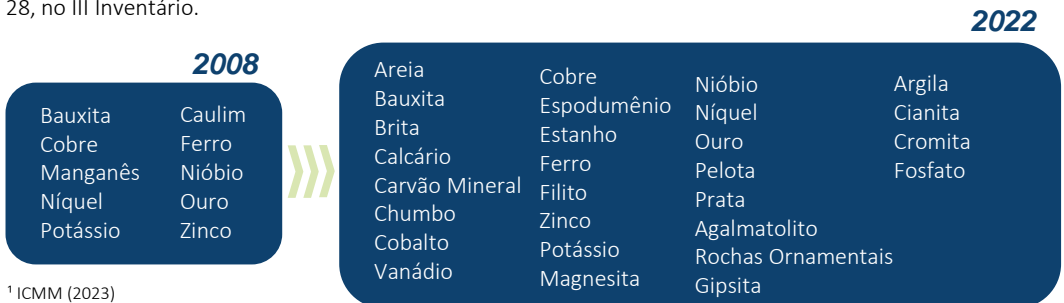 28, no III Inventário.
2008
Bauxita
Cobre
Manganês
Níquel
Potássio
Caulim
Ferro
Nióbio
Ouro
Zinco
2022
Areia
Bauxita
Brita
Calcário
Carvão Mineral
Chumbo
Cobalto
Vanádio
Cobre
Espodumênio
Estanho
Ferro
Filito
Zinco
Potássio
Magnesita
Nióbio
Níquel
Ouro
Pelota
Prata
Agalmatolito
Rochas Ornamentais
Gipsita
Argila
Cianita
Cromita
Fosfato
¹ ICMM (2023)